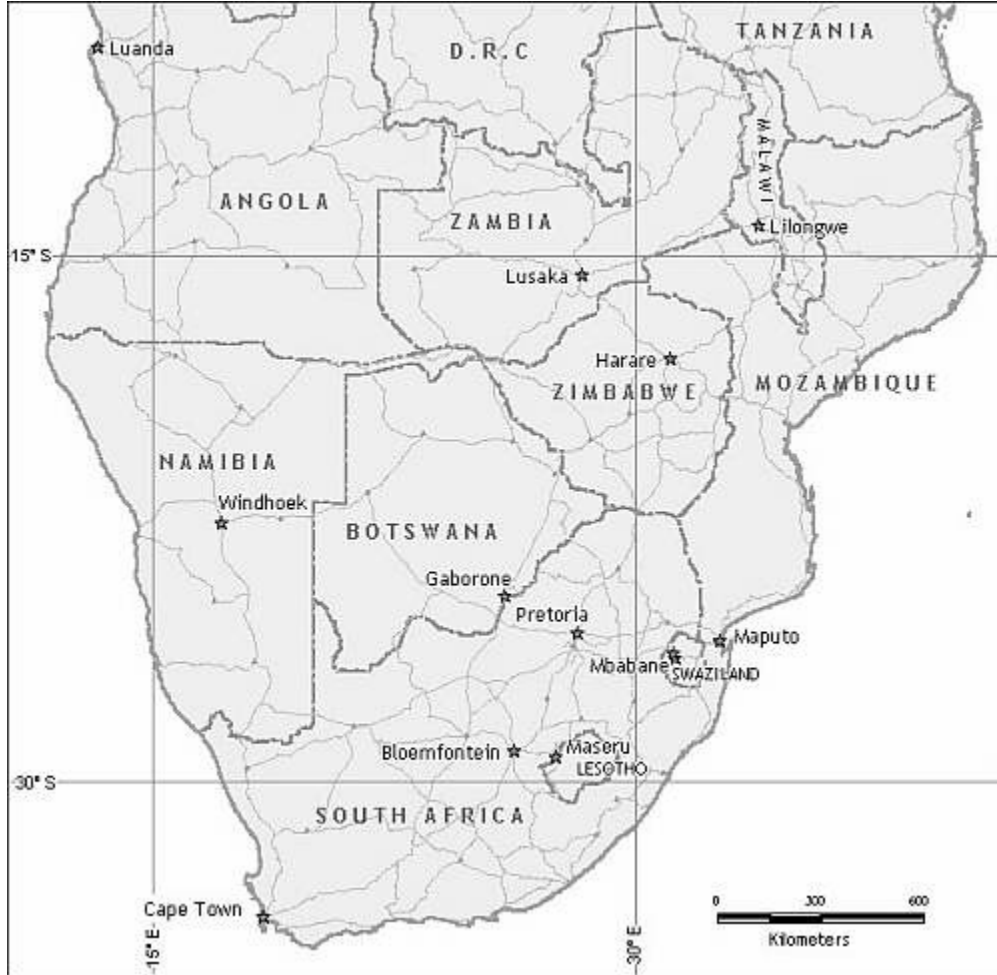 TANZANIA
Luanda
D.R.C
MALAWI
ANGOLA
ZAMBIA
Lilongwe
15° S
Lusaka
Harare
ZIMBABWE
MOZAMBIQUE
NAMIBIA
Windhoek
BOTSWANA
Gaborone
Pretoria
Maputo
Mbabane
SWAZILAND
Bloemfontein
Maseru
LESOTHO
30° S
SOUTH AFRICA
Cape Town
15° E
30° E
0 300 600
Kilometers